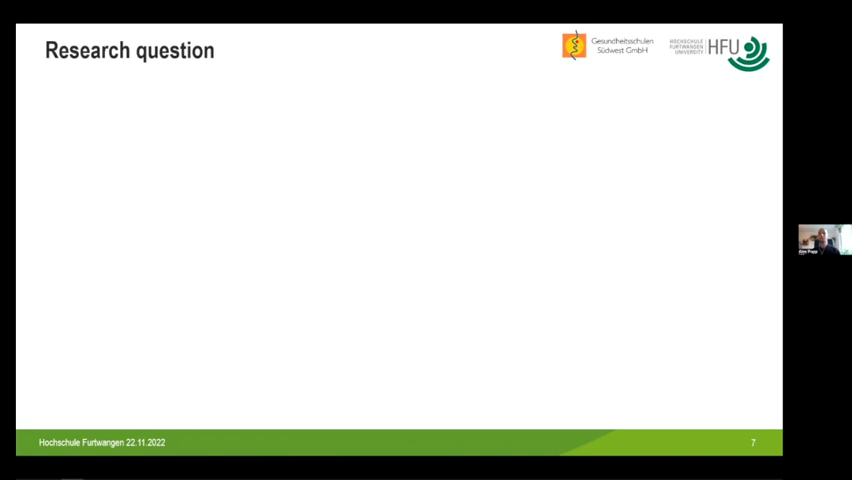 Research question
Gesundheitsschulen
Südwest GmbH
HOCHSCHULE
FURTWANGEN
UNIVERSITY
HFU
Hochschule Furtwangen 22.11.2022
7